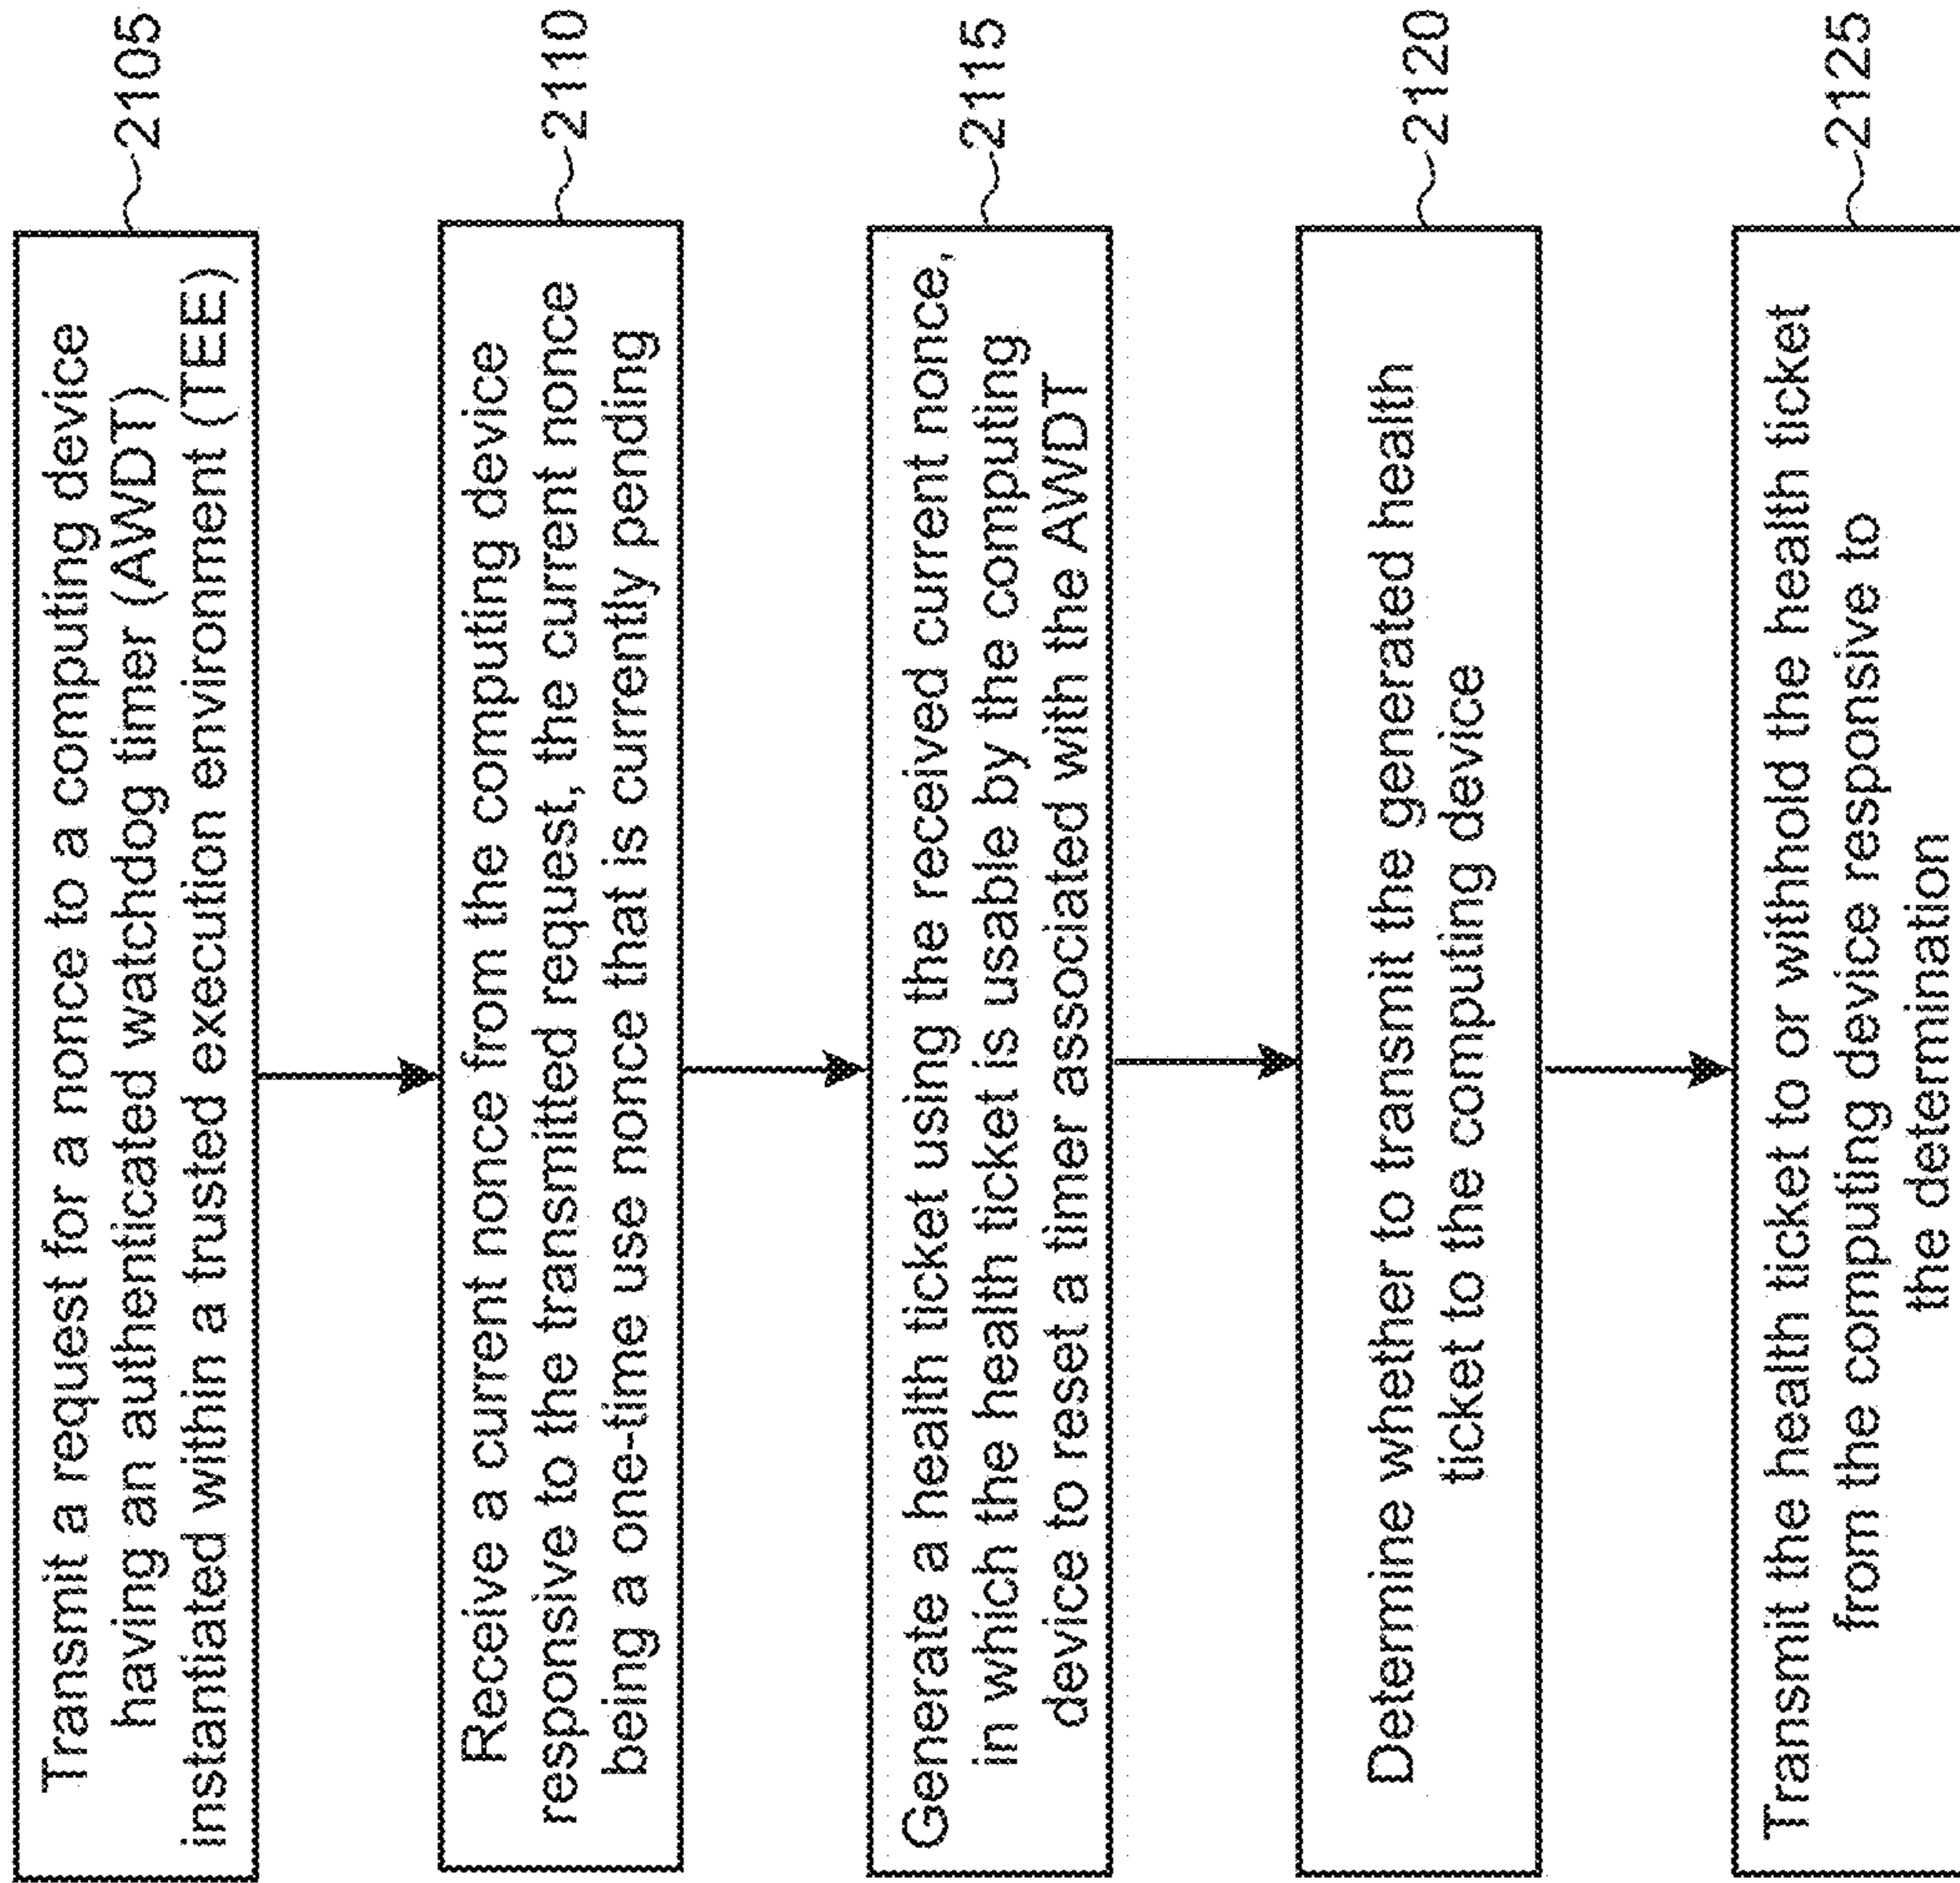 Transmit a request for a nonce to a computing device
having an authenticated watchdog timer (AWDT)
instantiated within a trusted execution environment (TEE)
2105
Receive a current nonce from the computing device
responsive to the transmitted request, the current nonce
being a one-time use nonce that is currently pending
2110
Generate a health ticket using the received current nonce,
in which the health ticket is usable by the computing
device to reset a timer associated with the AWDT
2115
Determine whether to transmit the generated health
ticket to the computing device
2120
Transmit the health ticket to or withhold the health ticket
from the computing device responsive to
the determination
2125